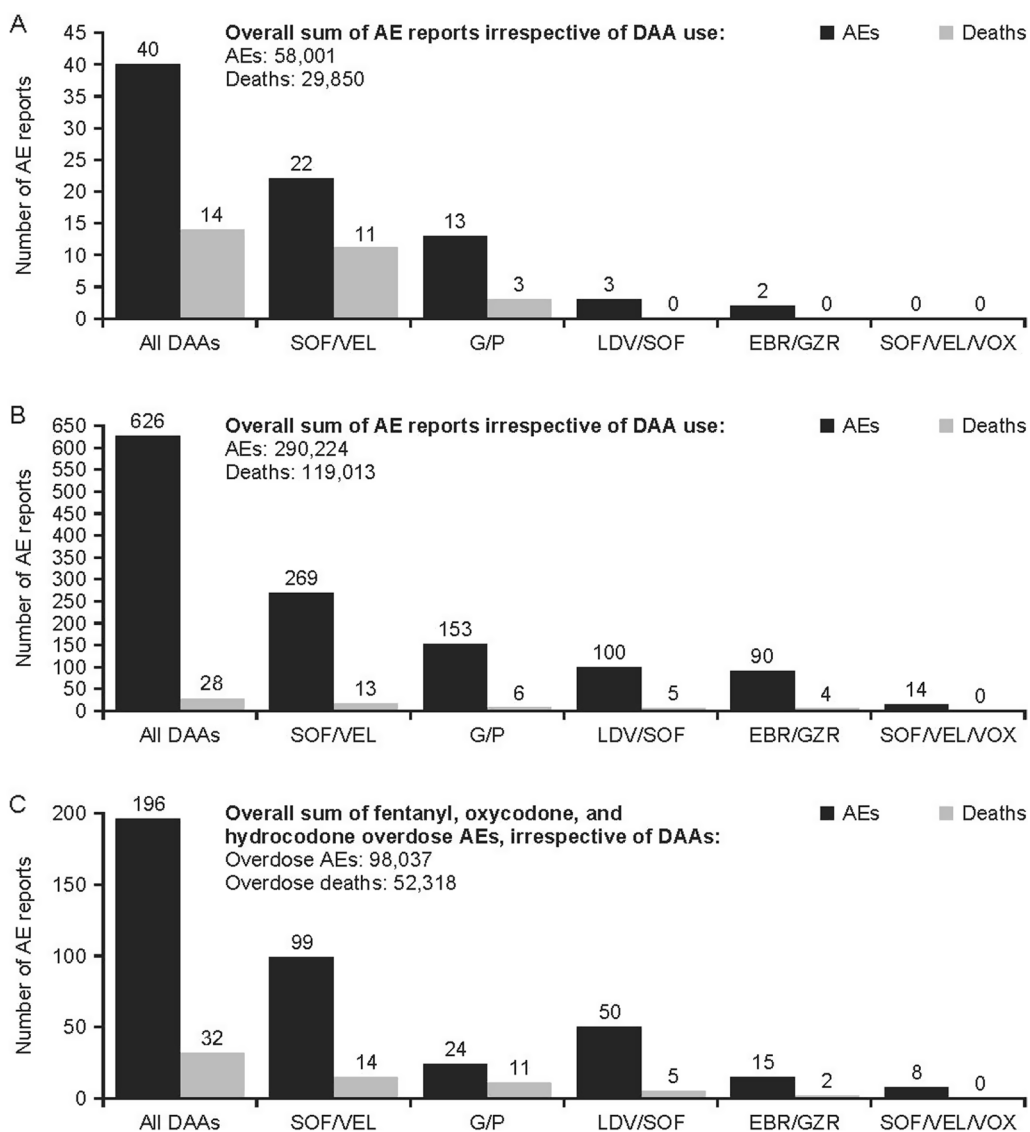 A
Overall sum of AE reports irrespective of DAA use:
AEs: 58,001
Deaths: 29,850
AEs
Deaths
Number of AE reports
45
40
35
30
25
20
15
10
5
0
40
14
22
11
13
3
3
0
2
0
0
0
All DAAs
SOF/VEL
G/P
LDV/SOF
EBR/GZR
SOF/VEL/VOX
B
Overall sum of AE reports irrespective of DAA use:
AEs: 290,224
Deaths: 119,013
AEs
Deaths
Number of AE reports
650
600
550
500
450
400
350
300
250
200
150
100
50
0
626
28
269
13
153
6
100
5
90
4
14
0
All DAAs
SOF/VEL
G/P
LDV/SOF
EBR/GZR
SOF/VEL/VOX
C
Overall sum of fentanyl, oxycodone, and
hydrocodone overdose AEs, irrespective of DAAs:
Overdose AEs: 98,037
Overdose deaths: 52,318
AEs
Deaths
Number of AE reports
200
150
100
50
0
196
32
99
14
24
11
50
5
15
2
8
0
All DAAs
SOF/VEL
G/P
LDV/SOF
EBR/GZR
SOF/VEL/VOX